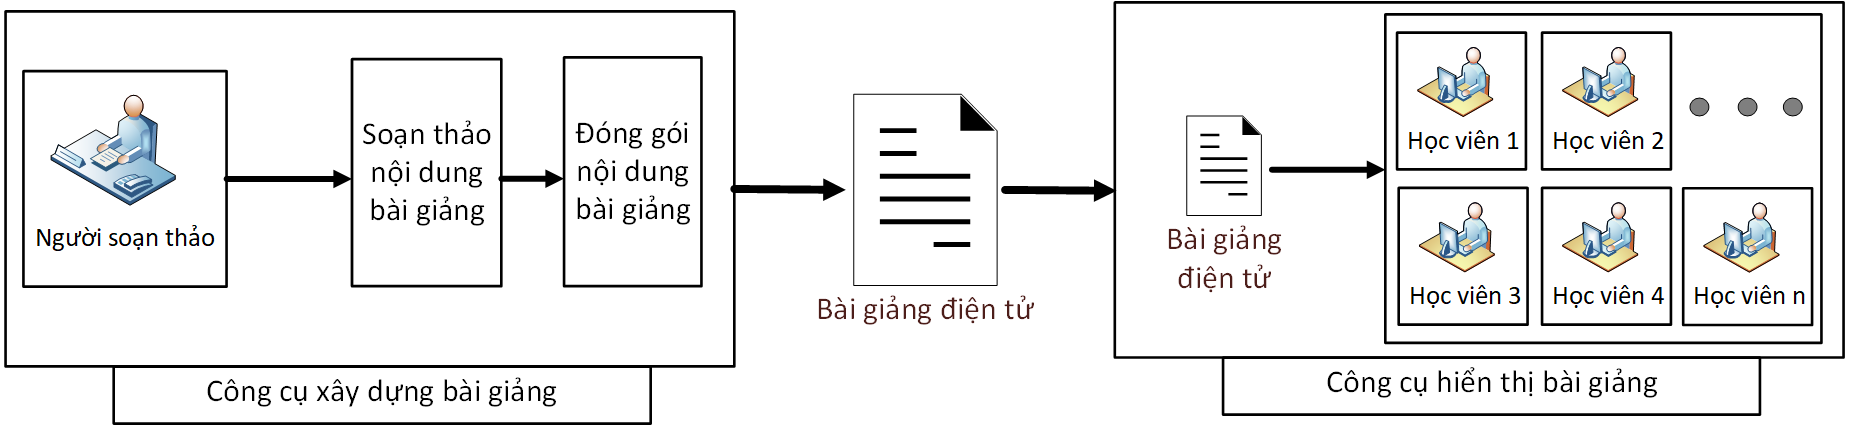 Người soạn thảo
Soạn thảo
nội dung
bài giảng
Đóng gói
nội dung
bài giảng
Công cụ xây dựng bài giảng
Bài giảng điện tử
Bài giảng
điện tử
Học viên 1
Học viên 2
Học viên 3
Học viên 4
Học viên n
Công cụ hiển thị bài giảng